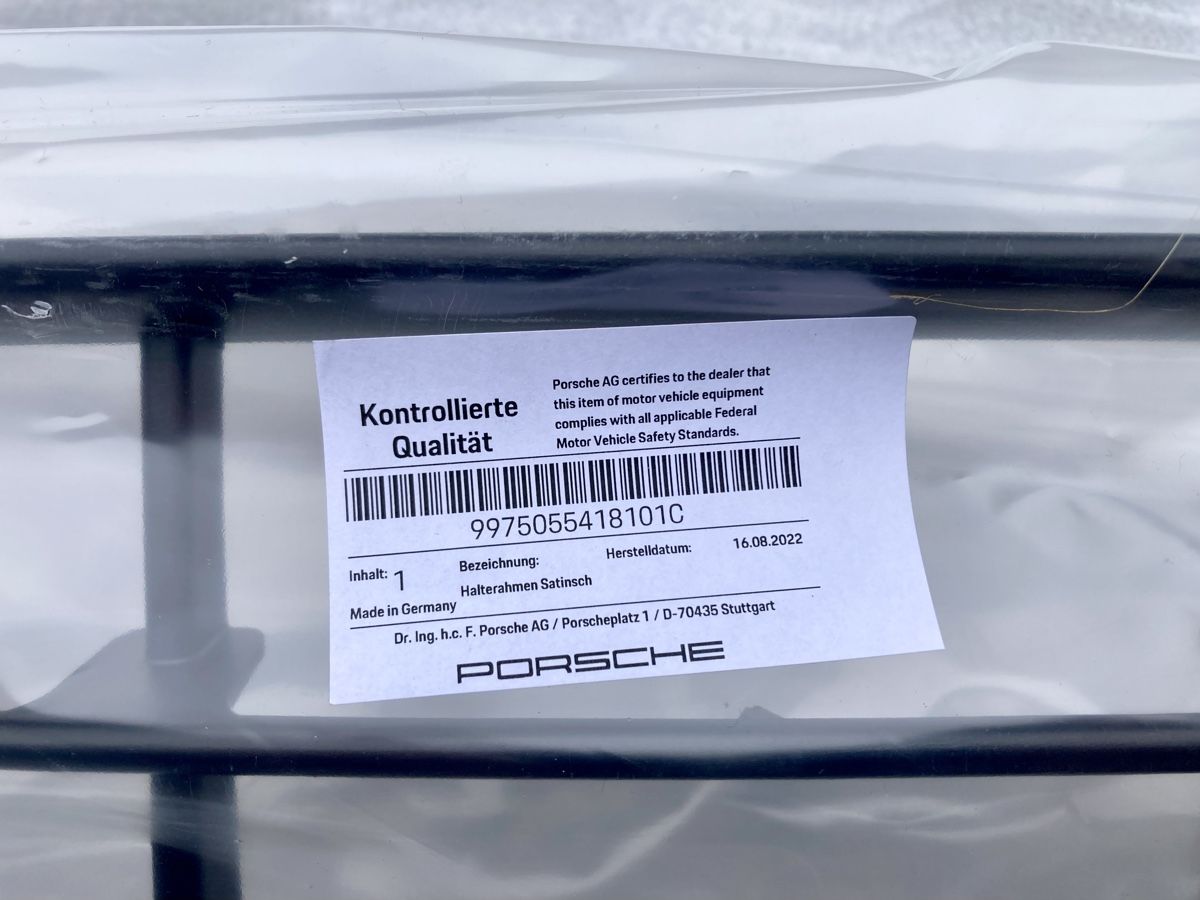 Kontrollierte
Qualität
Porsche AG certifies to the dealer that
this item of motor vehicle equipment
complies with all applicable Federal
Motor Vehicle Safety Standards.
9975055418101C
Inhalt: 1
Bezeichnung:
Herstelldatum:
16.08.2022
Halterahmen Satinsch
Made in Germany
Dr. Ing. h.c. F. Porsche AG / Porscheplatz 1 / D-70435 Stuttgart
PORSCHE